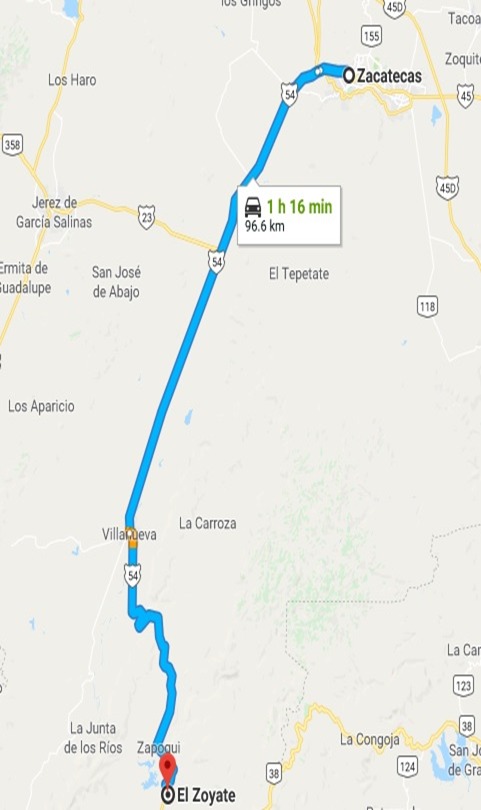 los Gringos
45D
Tacoa
155
Zacatecas
Zoquite
Los Haro
54
45
358
45D
1 h 16 min
96.6 km
Jerez de
García Salinas
23
54
Ermita de
Guadalupe
San José
de Abajo
El Tepetate
118
Los Aparicio
La Carroza
Villanueva
54
La Car
123
La Junta
de los Ríos
Zapoqui
La Congoja
38
San Jo
de Gra
38
124
El Zoyate